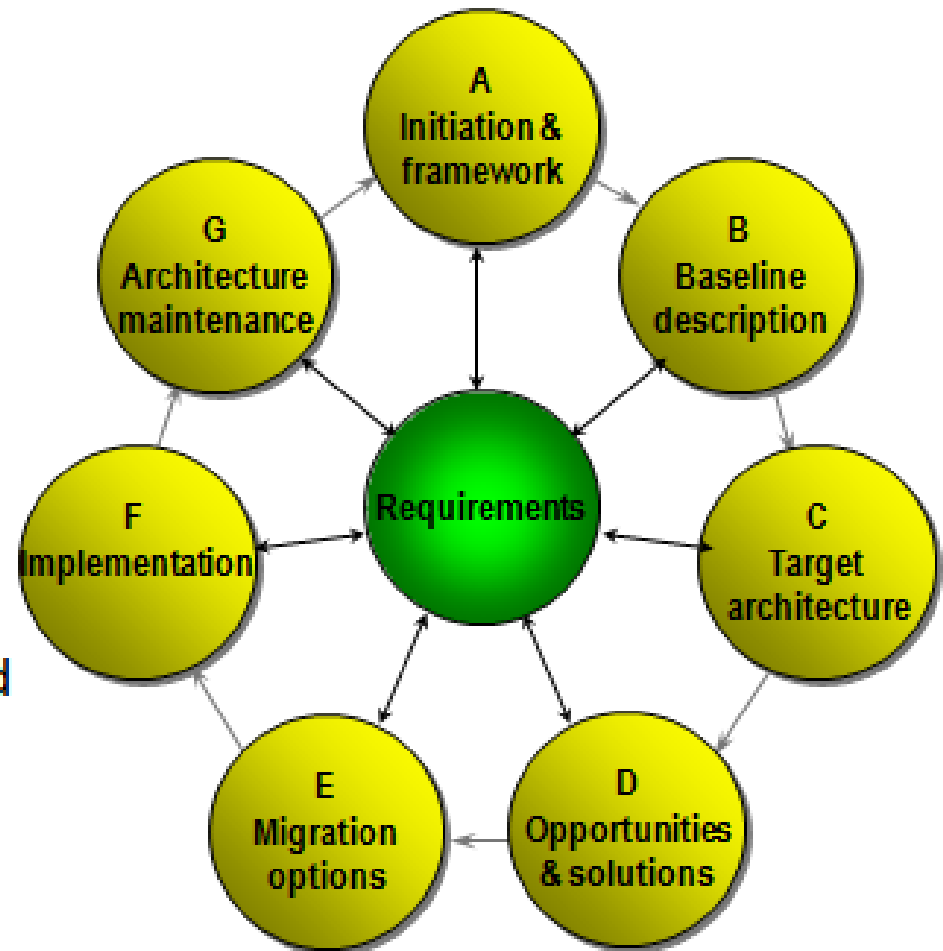 A
Initiation &
framework
B
Baseline
description
C
Target
architecture
D
Opportunities
& solutions
E
Migration
options
F
Implementation
G
Architecture
maintenance
Requirements
d